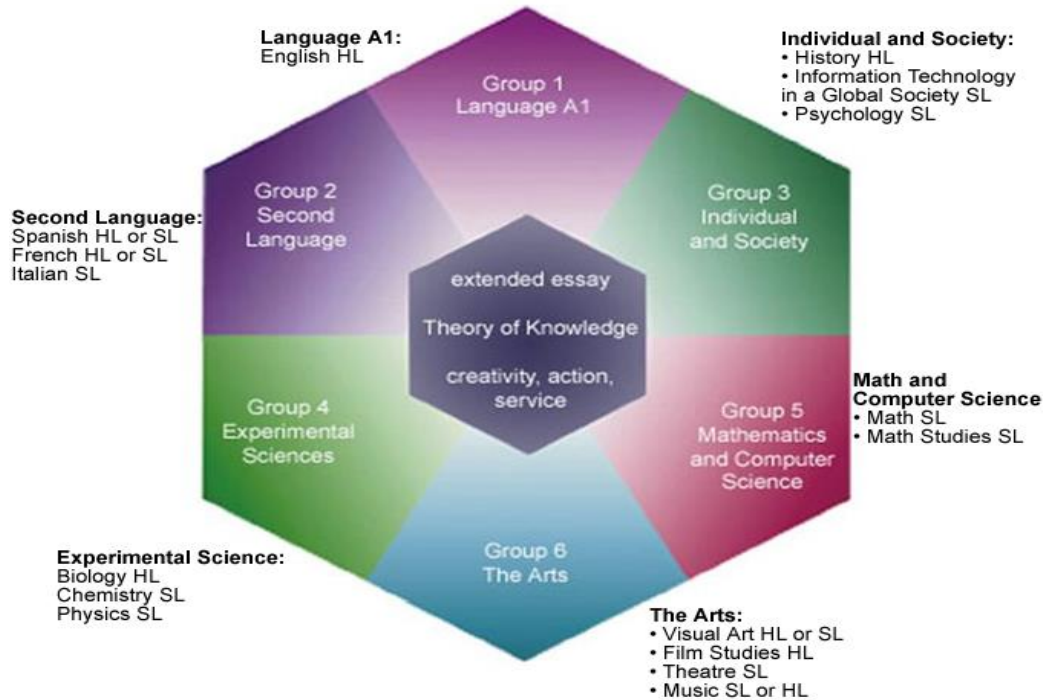 Language A1:
English HL
Individual and Society:
• History HL
• Information Technology
in a Global Society SL
• Psychology SL
Group 1
Language A1
Group 2
Second
Language
Group 3
Individual
and Society
Second Language:
Spanish HL or SL
French HL or SL
Italian SL
extended essay
Theory of Knowledge
creativity, action,
service
Group 4
Experimental
Sciences
Group 5
Mathematics
and Computer
Science
Math and
Computer Science
• Math SL
• Math Studies SL
Group 6
The Arts
Experimental Science:
Biology HL
Chemistry SL
Physics SL
The Arts:
• Visual Art HL or SL
• Film Studies HL
• Theatre SL
• Music SL or HL